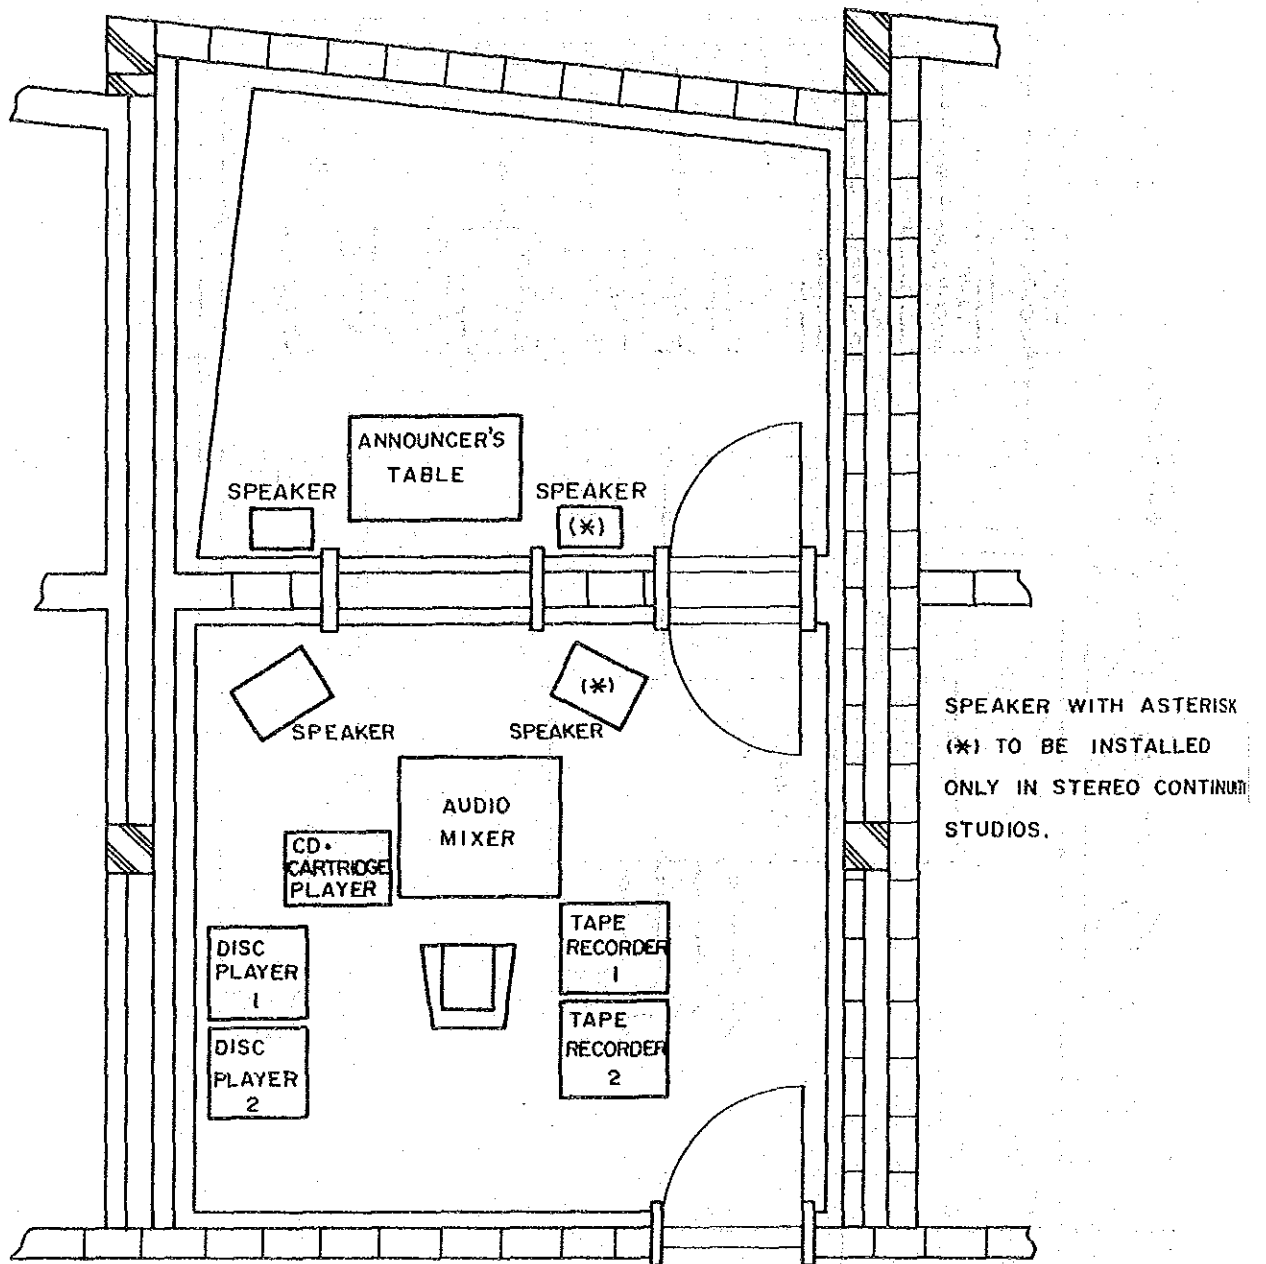 ANNOUNCER'S
TABLE
SPEAKER
SPEAKER
(*)
(*)
SPEAKER
SPEAKER
SPEAKER WITH ASTERISK
(*) TO BE INSTALLED
ONLY IN STEREO CONTINUITY
STUDIOS.
AUDIO
MIXER
CD·
CARTRIDGE
PLAYER
DISC
PLAYER
1
TAPE
RECORDER
1
DISC
PLAYER
2
TAPE
RECORDER
2